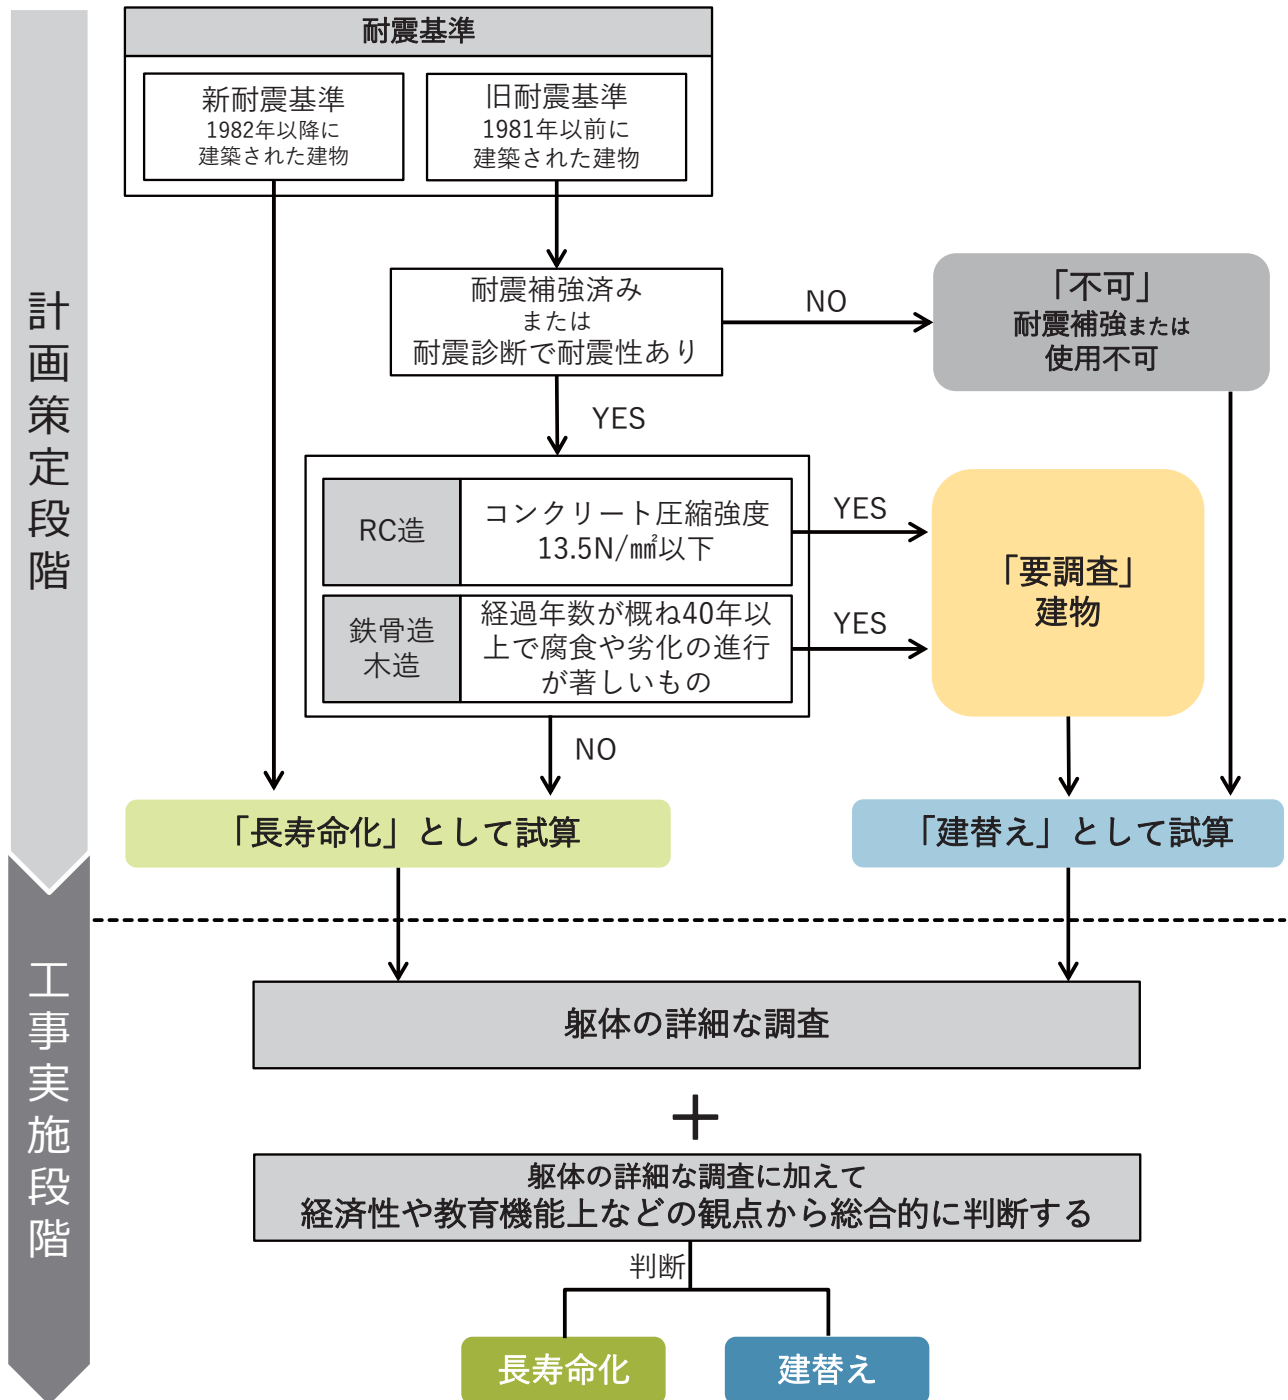 計画策定段階
耐震基準
新耐震基準
1982年以降に
建築された建物
旧耐震基準
1981年以前に
建築された建物
耐震補強済み
または
耐震診断で耐震性あり
NO
「不可」
耐震補強または
使用不可
YES
RC造
コンクリート圧縮強度
13.5N/㎟以下
YES
鉄骨造
木造
経過年数が概ね40年以
上で腐食や劣化の進行
が著しいもの
YES
「要調査」
建物
NO
「長寿命化」として試算
「建替え」として試算
工事実施段階
躯体の詳細な調査
+
躯体の詳細な調査に加えて
経済性や教育機能上などの観点から総合的に判断する
判断
長寿命化
建替え